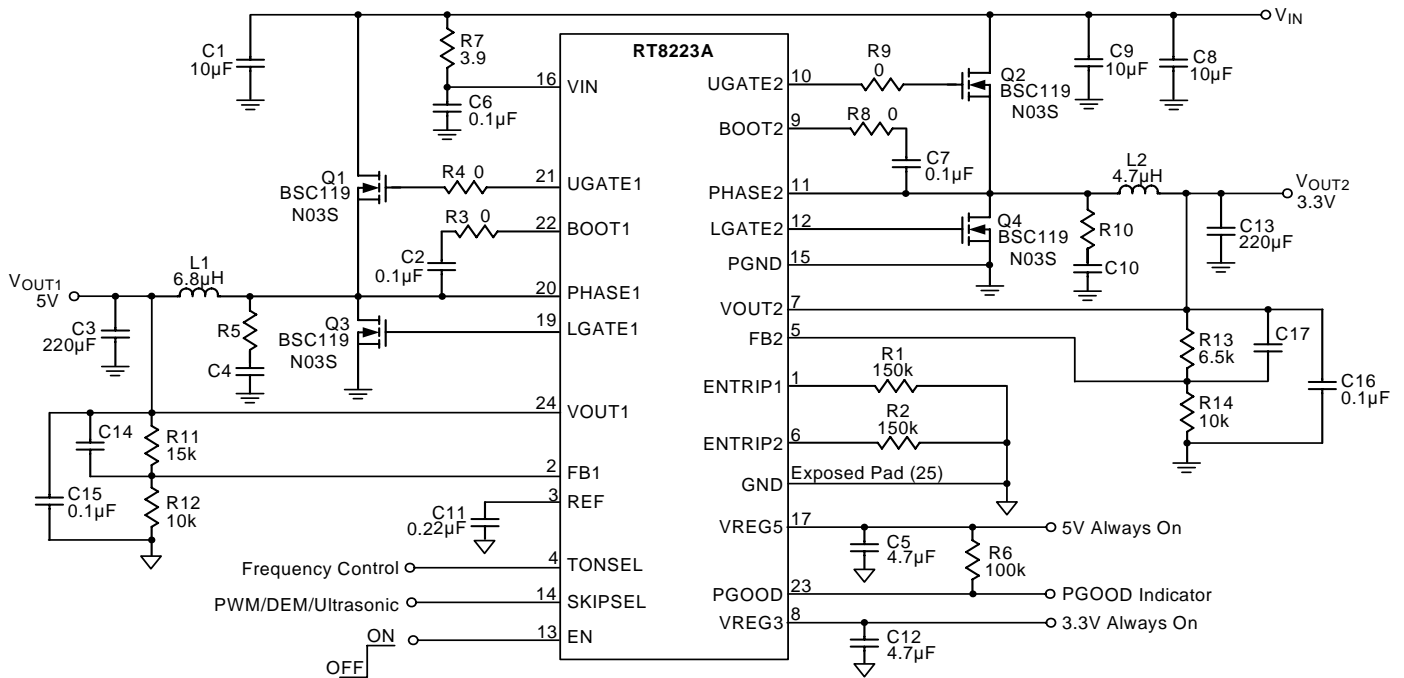 VIN
C1
10µF
R7
3.9
C6
0.1µF
16
VIN
RT8223A
UGATE2
10
R9
0
Q2
BSC119
N03S
C9
10µF
C8
10µF
BOOT2
9
R8 0
C7
0.1µF
Q1
BSC119
N03S
R4 0
21
UGATE1
PHASE2
11
L2
4.7µH
VOUT2
3.3V
R3 0
22
BOOT1
LGATE2
12
Q4
BSC119
N03S
R10
C10
C13
220µF
C2
0.1µF
PGND
15
VOUT1
5V
L1
6.8µH
20
PHASE1
VOUT2
7
C3
220µF
R5
C4
Q3
BSC119
N03S
19
LGATE1
FB2
5
R13
6.5k
C17
C16
0.1µF
R14
10k
ENTRIP1
1
R1
150k
24
VOUT1
ENTRIP2
6
R2
150k
C14
R11
15k
2
FB1
GND
Exposed Pad (25)
C15
0.1µF
R12
10k
3
REF
C11
0.22µF
VREG5
17
5V Always On
C5
4.7µF
R6
100k
Frequency Control
4
TONSEL
PGOOD
23
PGOOD Indicator
PWM/DEM/Ultrasonic
14
SKIPSEL
VREG3
8
3.3V Always On
C12
4.7µF
ON
OFF
13
EN